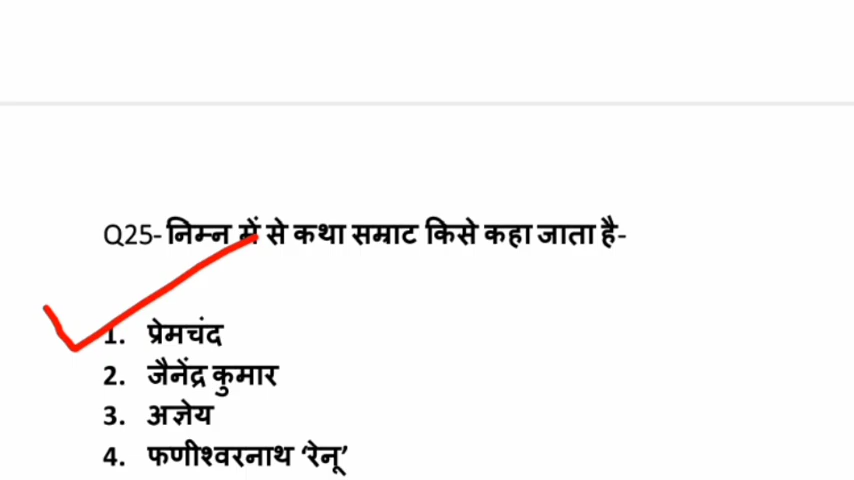 Q25- निम्न में से कथा सम्राट किसे कहा जाता है-
1. प्रेमचंद
2. जैनेंद्र कुमार
3. अज्ञेय
4. फणीश्वरनाथ ‘रेनू’